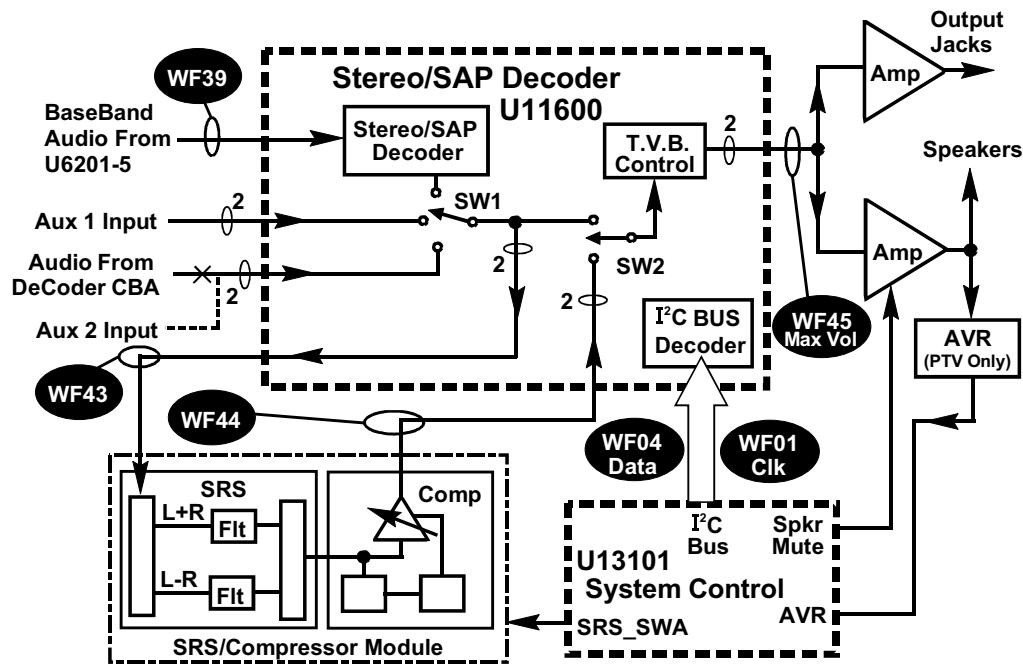 Output
Jacks
WF39
Stereo/SAP Decoder
U11600
Amp
BaseBand
Audio From
U6201-5
Stereo/SAP
Decoder
T.V.B.
Control
2
Speakers
Aux 1 Input
2
SW1
Audio From
DeCoder CBA
2
2
SW2
Amp
2
Aux 2 Input
I²C BUS
Decoder
WF45
Max Vol
AVR
(PTV Only)
WF43
WF44
WF04
Data
WF01
Clk
SRS
L+R
Flt
L-R
Flt
Comp
SRS/Compressor Module
I²C
Bus
Spkr
Mute
U13101
System Control
AVR
SRS_SWA